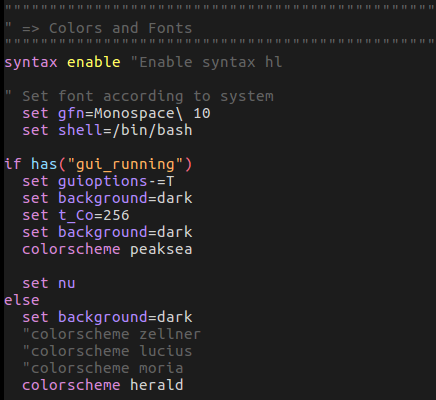 """"""""""""""""""""""""""""""""""""""""""""""""
" => Colors and Fonts
""""""""""""""""""""""""""""""""""""""""""""""""
syntax enable "Enable syntax hl

" Set font according to system
  set gfn=Monospace\ 10
  set shell=/bin/bash

if has("gui_running")
  set guioptions-=T
  set background=dark
  set t_Co=256
  set background=dark
  colorscheme peaksea

  set nu
else
  set background=dark
  "colorscheme zellner
  "colorscheme lucius
  "colorscheme moria
  colorscheme herald